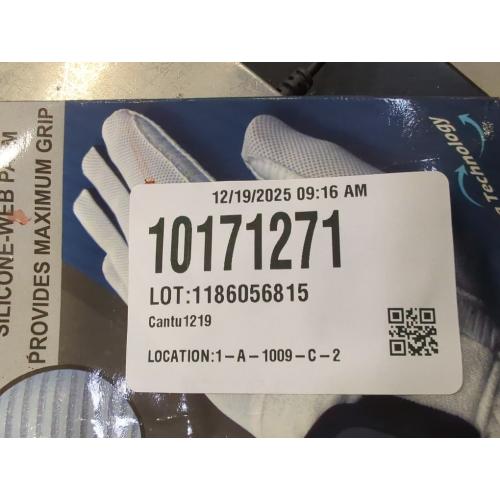 SILICONE-WEB PALM
PROVIDES MAXIMUM GRIP
Technology
12/19/2025 09:16 AM
10171271
LOT:1186056815
Cantu1219
LOCATION:1-A-1009-C-2